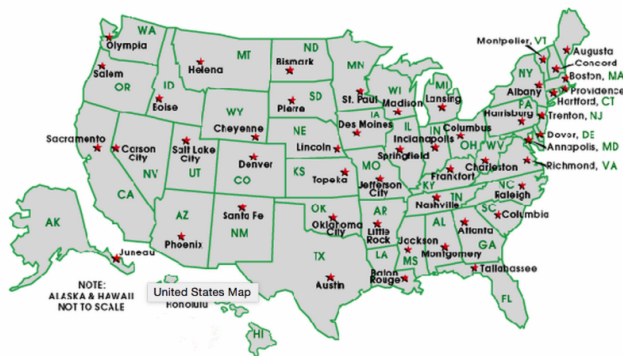 WA
Olympia
Salem
OR
MT
Helena
ND
Bismark
MN
St. Paul
WI
Madison
MI
Lansing
Montpelier, VT
Augusta
Concord
Boston, MA
Providence
Hortford, CT
NY
Albany
PA
Harrisburg
Trenton, NJ
Dover, DE
Annapolis, MD
Richmond, VA
ID
Boise
WY
Cheyenne
SD
Pierre
NE
Lincoln
IA
Des Moines
IL
Springfield
Indianapolis
IN
Columbus
OH
WV
Charleston
Sacramento
Carson
City
NV
CA
Salt Lake
City
UT
Denver
CO
KS
Topeka
MO
Jefferson
City
Frankfort
KY
Nashville
TN
NC
Raleigh
SC
Columbia
AZ
Phoenix
Santa Fe
NM
OK
Oklahoma
City
AR
Little
Rock
TX
Austin
LA
Baton
Rouge
Jackson
MS
AL
Montgomery
Atlanta
GA
Tallahassee
FL
AK
Juneau
NOTE:
ALASKA & HAWAII
NOT TO SCALE
United States Map
Honolulu
HI